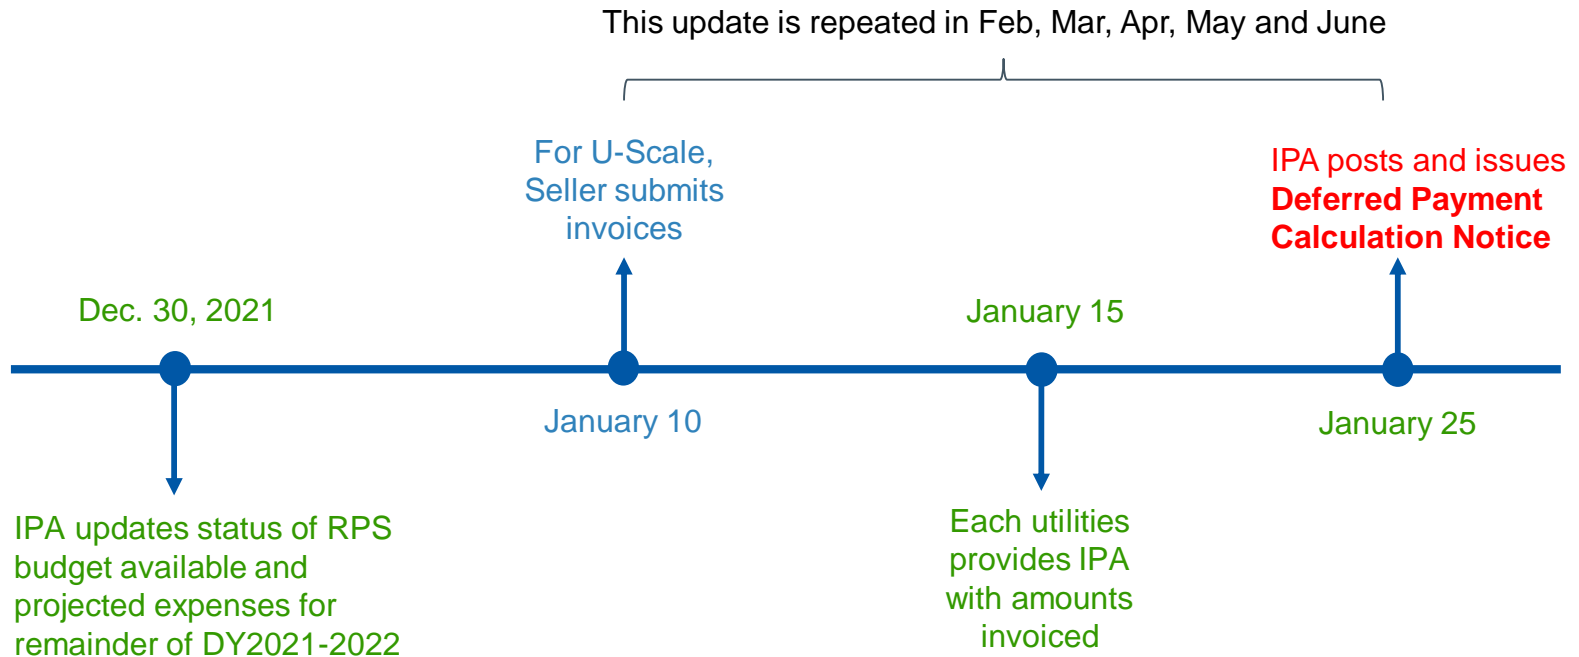 This update is repeated in Feb, Mar, Apr, May and June
For U-Scale,
Seller submits
invoices
IPA posts and issues
Deferred Payment
Calculation Notice
Dec. 30, 2021
January 15
January 10
January 25
IPA updates status of RPS
budget available and
projected expenses for
remainder of DY2021-2022
Each utilities
provides IPA
with amounts
invoiced